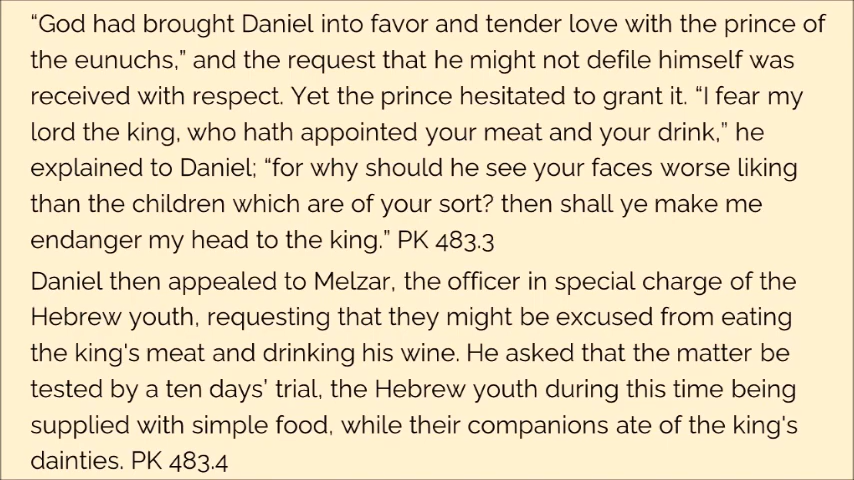 “God had brought Daniel into favor and tender love with the prince of
the eunuchs,” and the request that he might not defile himself was
received with respect. Yet the prince hesitated to grant it. “I fear my
lord the king, who hath appointed your meat and your drink,” he
explained to Daniel; “for why should he see your faces worse liking
than the children which are of your sort? then shall ye make me
endanger my head to the king.” PK 483.3
Daniel then appealed to Melzar, the officer in special charge of the
Hebrew youth, requesting that they might be excused from eating
the king's meat and drinking his wine. He asked that the matter be
tested by a ten days' trial, the Hebrew youth during this time being
supplied with simple food, while their companions ate of the king's
dainties. PK 483.4